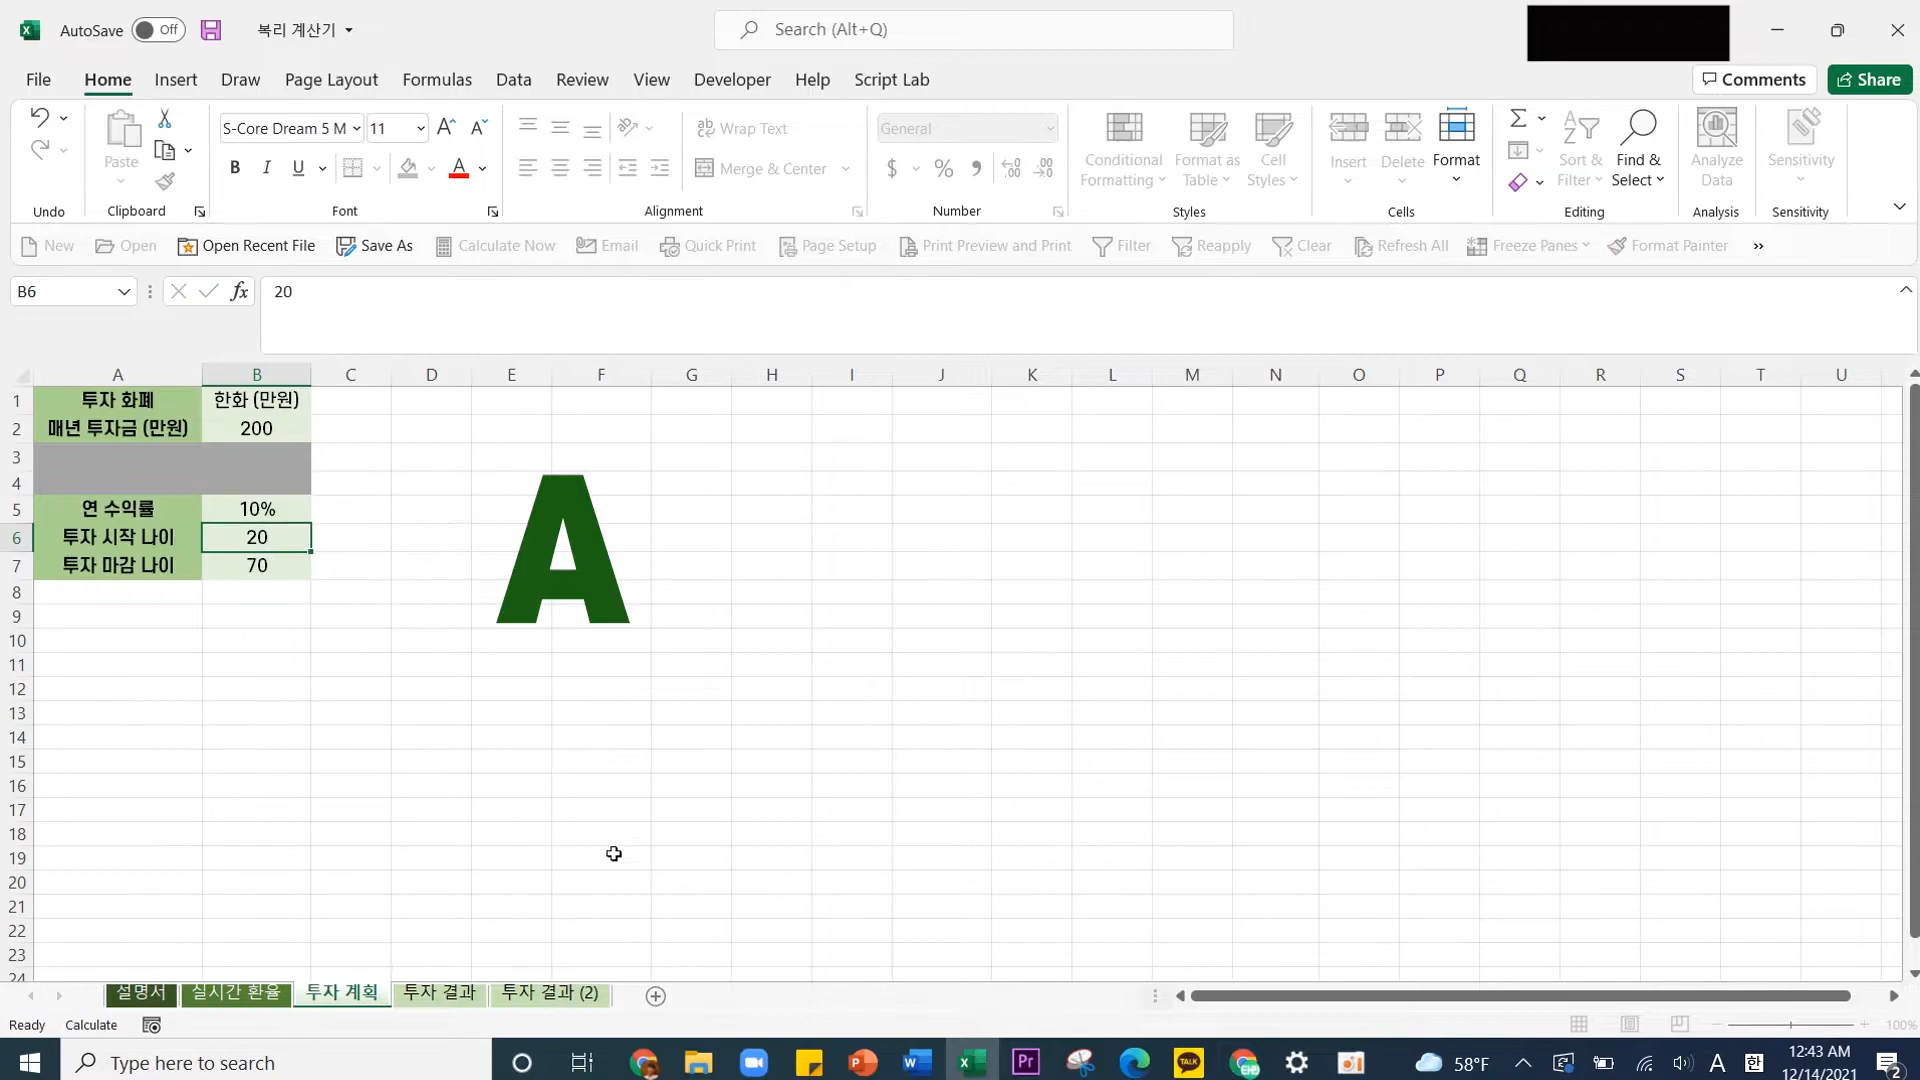 AutoSave Off 복리 계산기 Search (Alt+Q)
File Home Insert Draw Page Layout Formulas Data Review View Developer Help Script Lab Comments Share
S-Core Dream 5 M 11 A^ Aˇ Wrap Text General
Paste B I U A Merge & Center $ % 9
Conditional Formatting Format as Table Cell Styles Insert Delete Format Sort & Filter Find & Select Analyze Data Sensitivity
Undo Clipboard Font Alignment Number Styles Cells Editing Analysis Sensitivity
New Open Open Recent File Save As Calculate Now Email Quick Print Page Setup Print Preview and Print Filter Reapply Clear Refresh All Freeze Panes Format Painter »
B6 fx 20
A B C D E F G H I J K L M N O P Q R S T U
1 투자 화폐 한화 (만원)
2 매년 투자금 (만원) 200
3
4
5 연 수익률 10%
6 투자 시작 나이 20
7 투자 마감 나이 70
A
8
9
10
11
12
13
14
15
16
17
18
19
20
21
22
23
24
설명서 실시간 환율 투자 계획 투자 결과 투자 결과 (2)
Ready Calculate 100%
Type here to search Pr TALK 58°F A 한 12:43 AM
12/14/2021 2